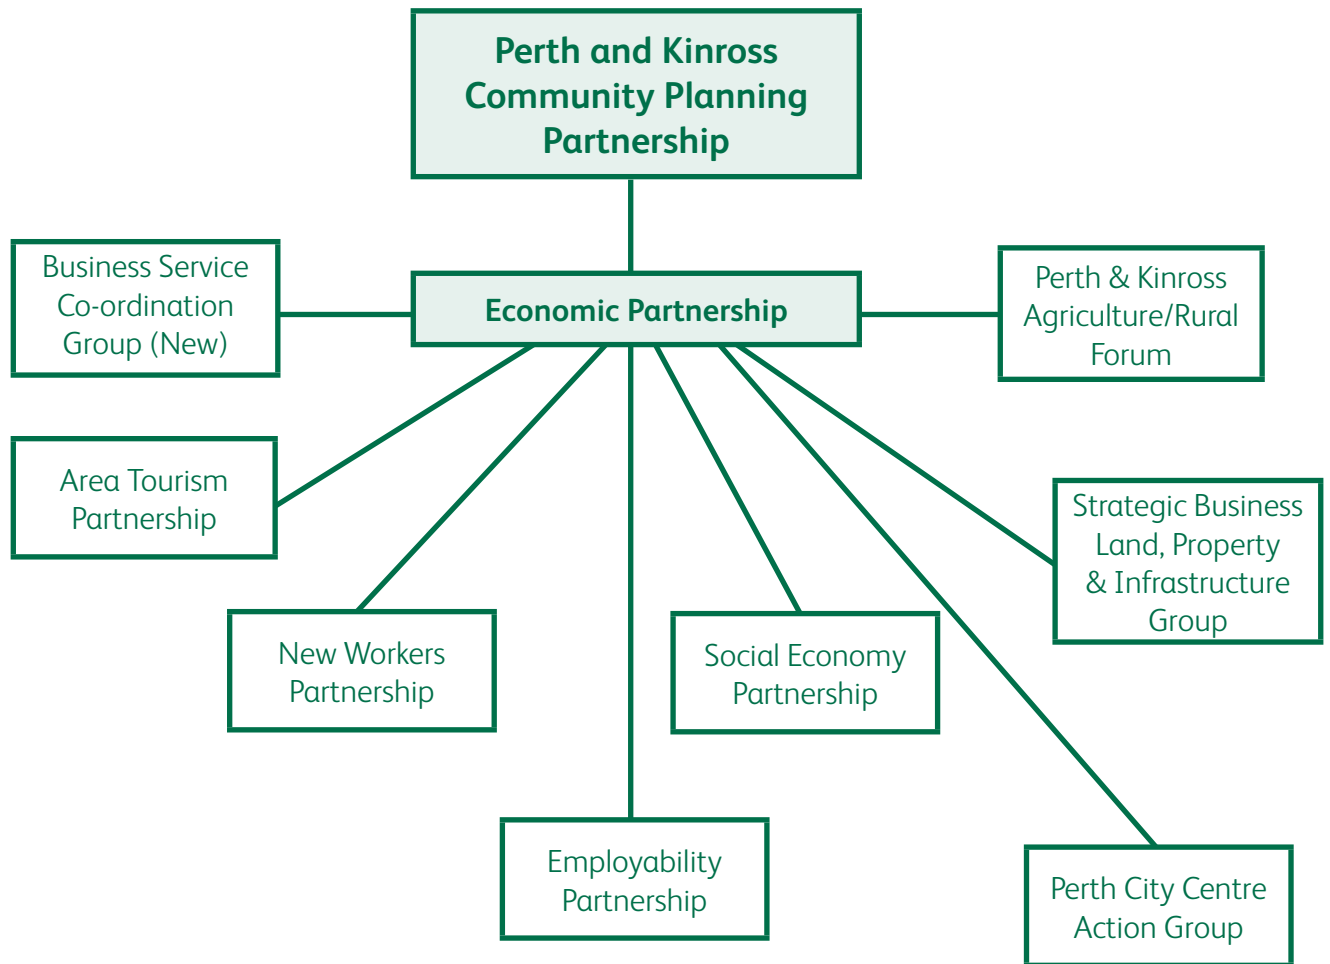 Perth and Kinross
Community Planning
Partnership
Business Service
Co-ordination
Group (New)
Economic Partnership
Perth & Kinross
Agriculture/Rural
Forum
Area Tourism
Partnership
Strategic Business
Land, Property
& Infrastructure
Group
New Workers
Partnership
Social Economy
Partnership
Employability
Partnership
Perth City Centre
Action Group